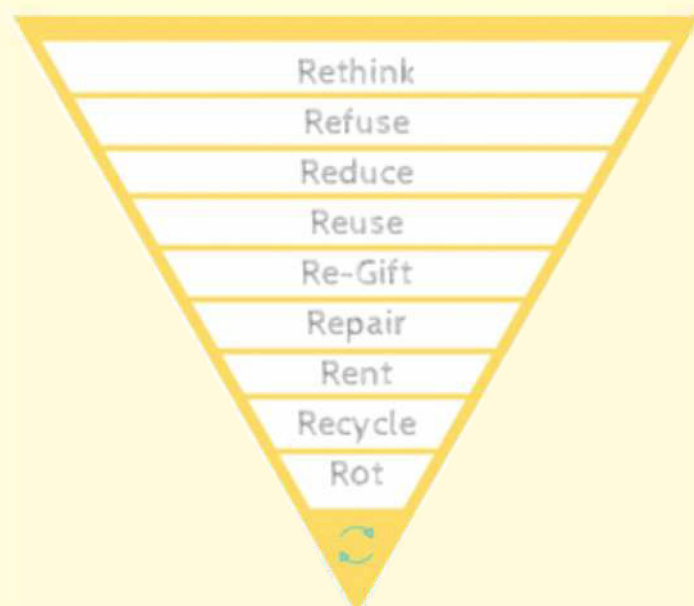 Rethink
Refuse
Reduce
Reuse
Re-Gift
Repair
Rent
Recycle
Rot